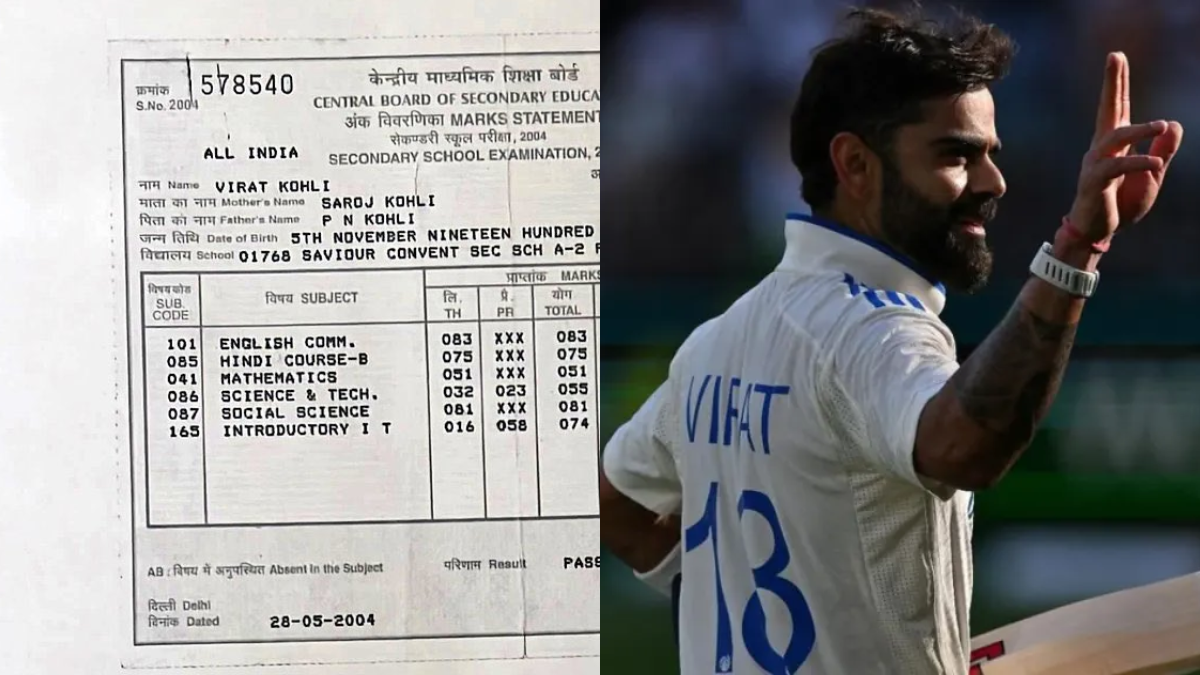 क्रमांक 578540
S.No. 2004
केन्द्रीय माध्यमिक शिक्षा बोर्ड
CENTRAL BOARD OF SECONDARY EDUCA
अंक विवरणिका MARKS STATEMENT
सेकण्डरी स्कूल परीक्षा, 2004
ALL INDIA
SECONDARY SCHOOL EXAMINATION, 2
नाम Name VIRAT KOHLI
माता का नाम Mother's Name SAROJ KOHLI
पिता का नाम Father's Name P N KOHLI
जन्म तिथि Date of Birth 5TH NOVEMBER NINETEEN HUNDRED
विद्यालय School 01768 SAVIOUR CONVENT SEC SCH A-2
विषय कोड SUB. CODE
विषय SUBJECT
प्राप्तांक MARKS
लि. TH
प्रै. PR
योग TOTAL
101 ENGLISH COMM. 083 XXX 083
085 HINDI COURSE-B 075 XXX 075
041 MATHEMATICS 051 XXX 051
086 SCIENCE & TECH. 032 023 055
087 SOCIAL SCIENCE 081 XXX 081
165 INTRODUCTORY I T 016 058 074
AB : विषय में अनुपस्थित Absent in the Subject
परिणाम Result PASS
दिल्ली Delhi
दिनांक Dated 28-05-2004
VIRAT
18